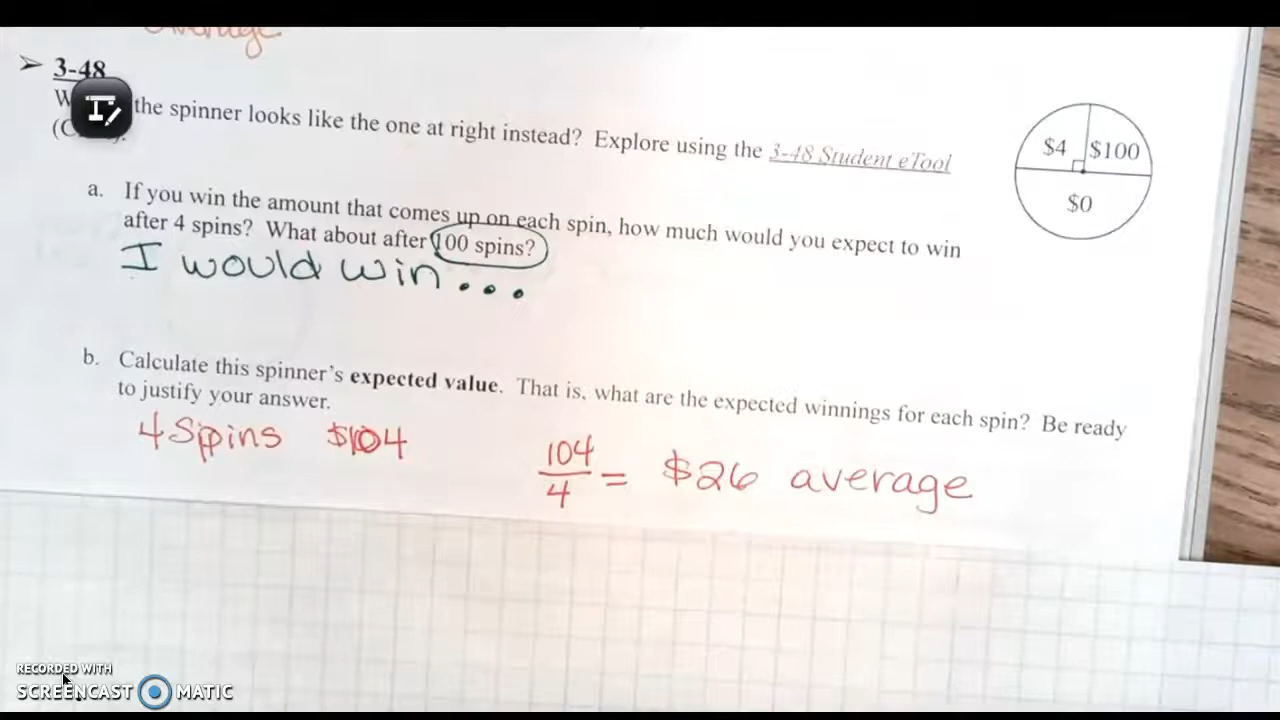 average
➢ 3-48
the spinner looks like the one at right instead? Explore using the 3-48 Student eTool
$4 $100
$0
a. If you win the amount that comes up on each spin, how much would you expect to win
after 4 spins? What about after 100 spins?
I would win...
b. Calculate this spinner's expected value. That is, what are the expected winnings for each spin? Be ready
to justify your answer.
4 Spins $104
104/4 = $26 average
RECORDED WITH
SCREENCAST MATIC